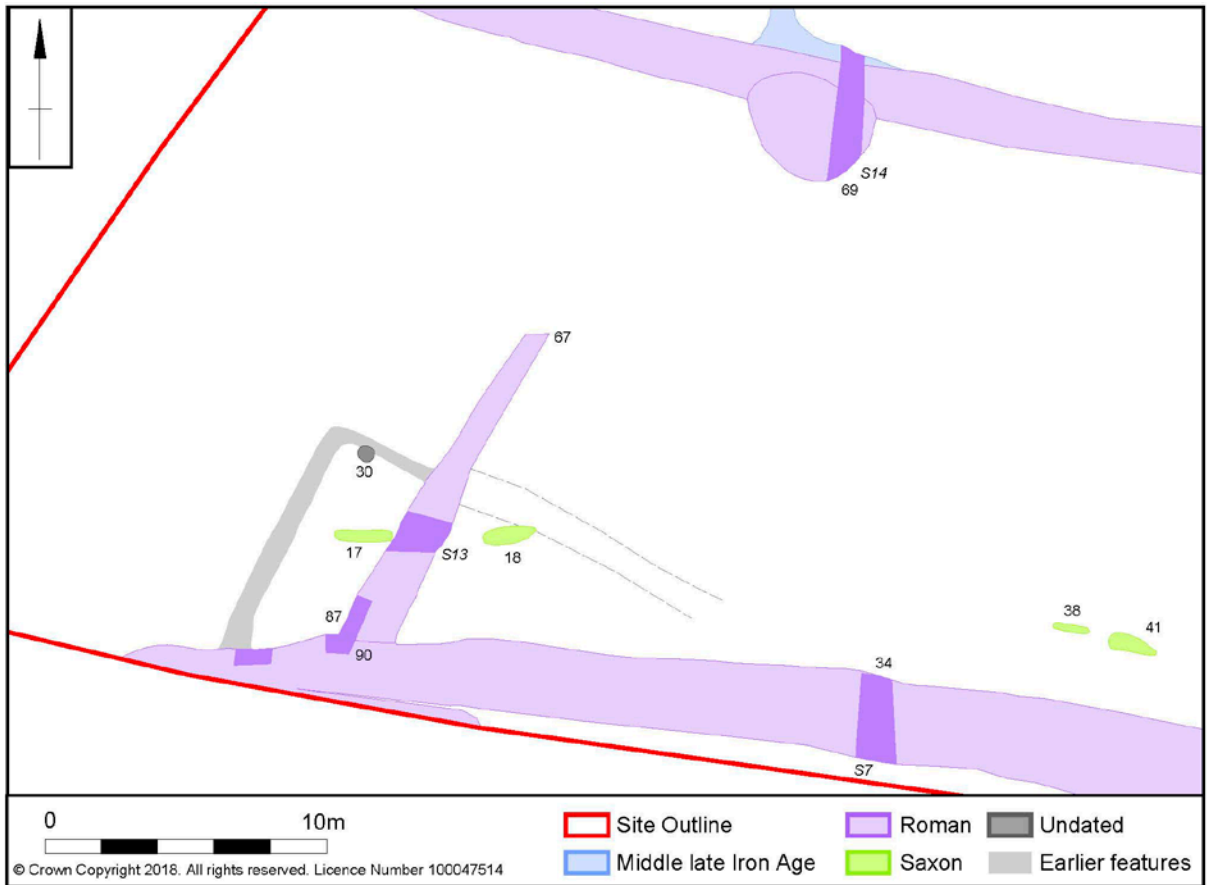 S14
69
67
30
17
S13
18
87
90
38
41
34
S7
0 10m
© Crown Copyright 2018. All rights reserved. Licence Number 100047514
Site Outline
Roman
Undated
Middle late Iron Age
Saxon
Earlier features